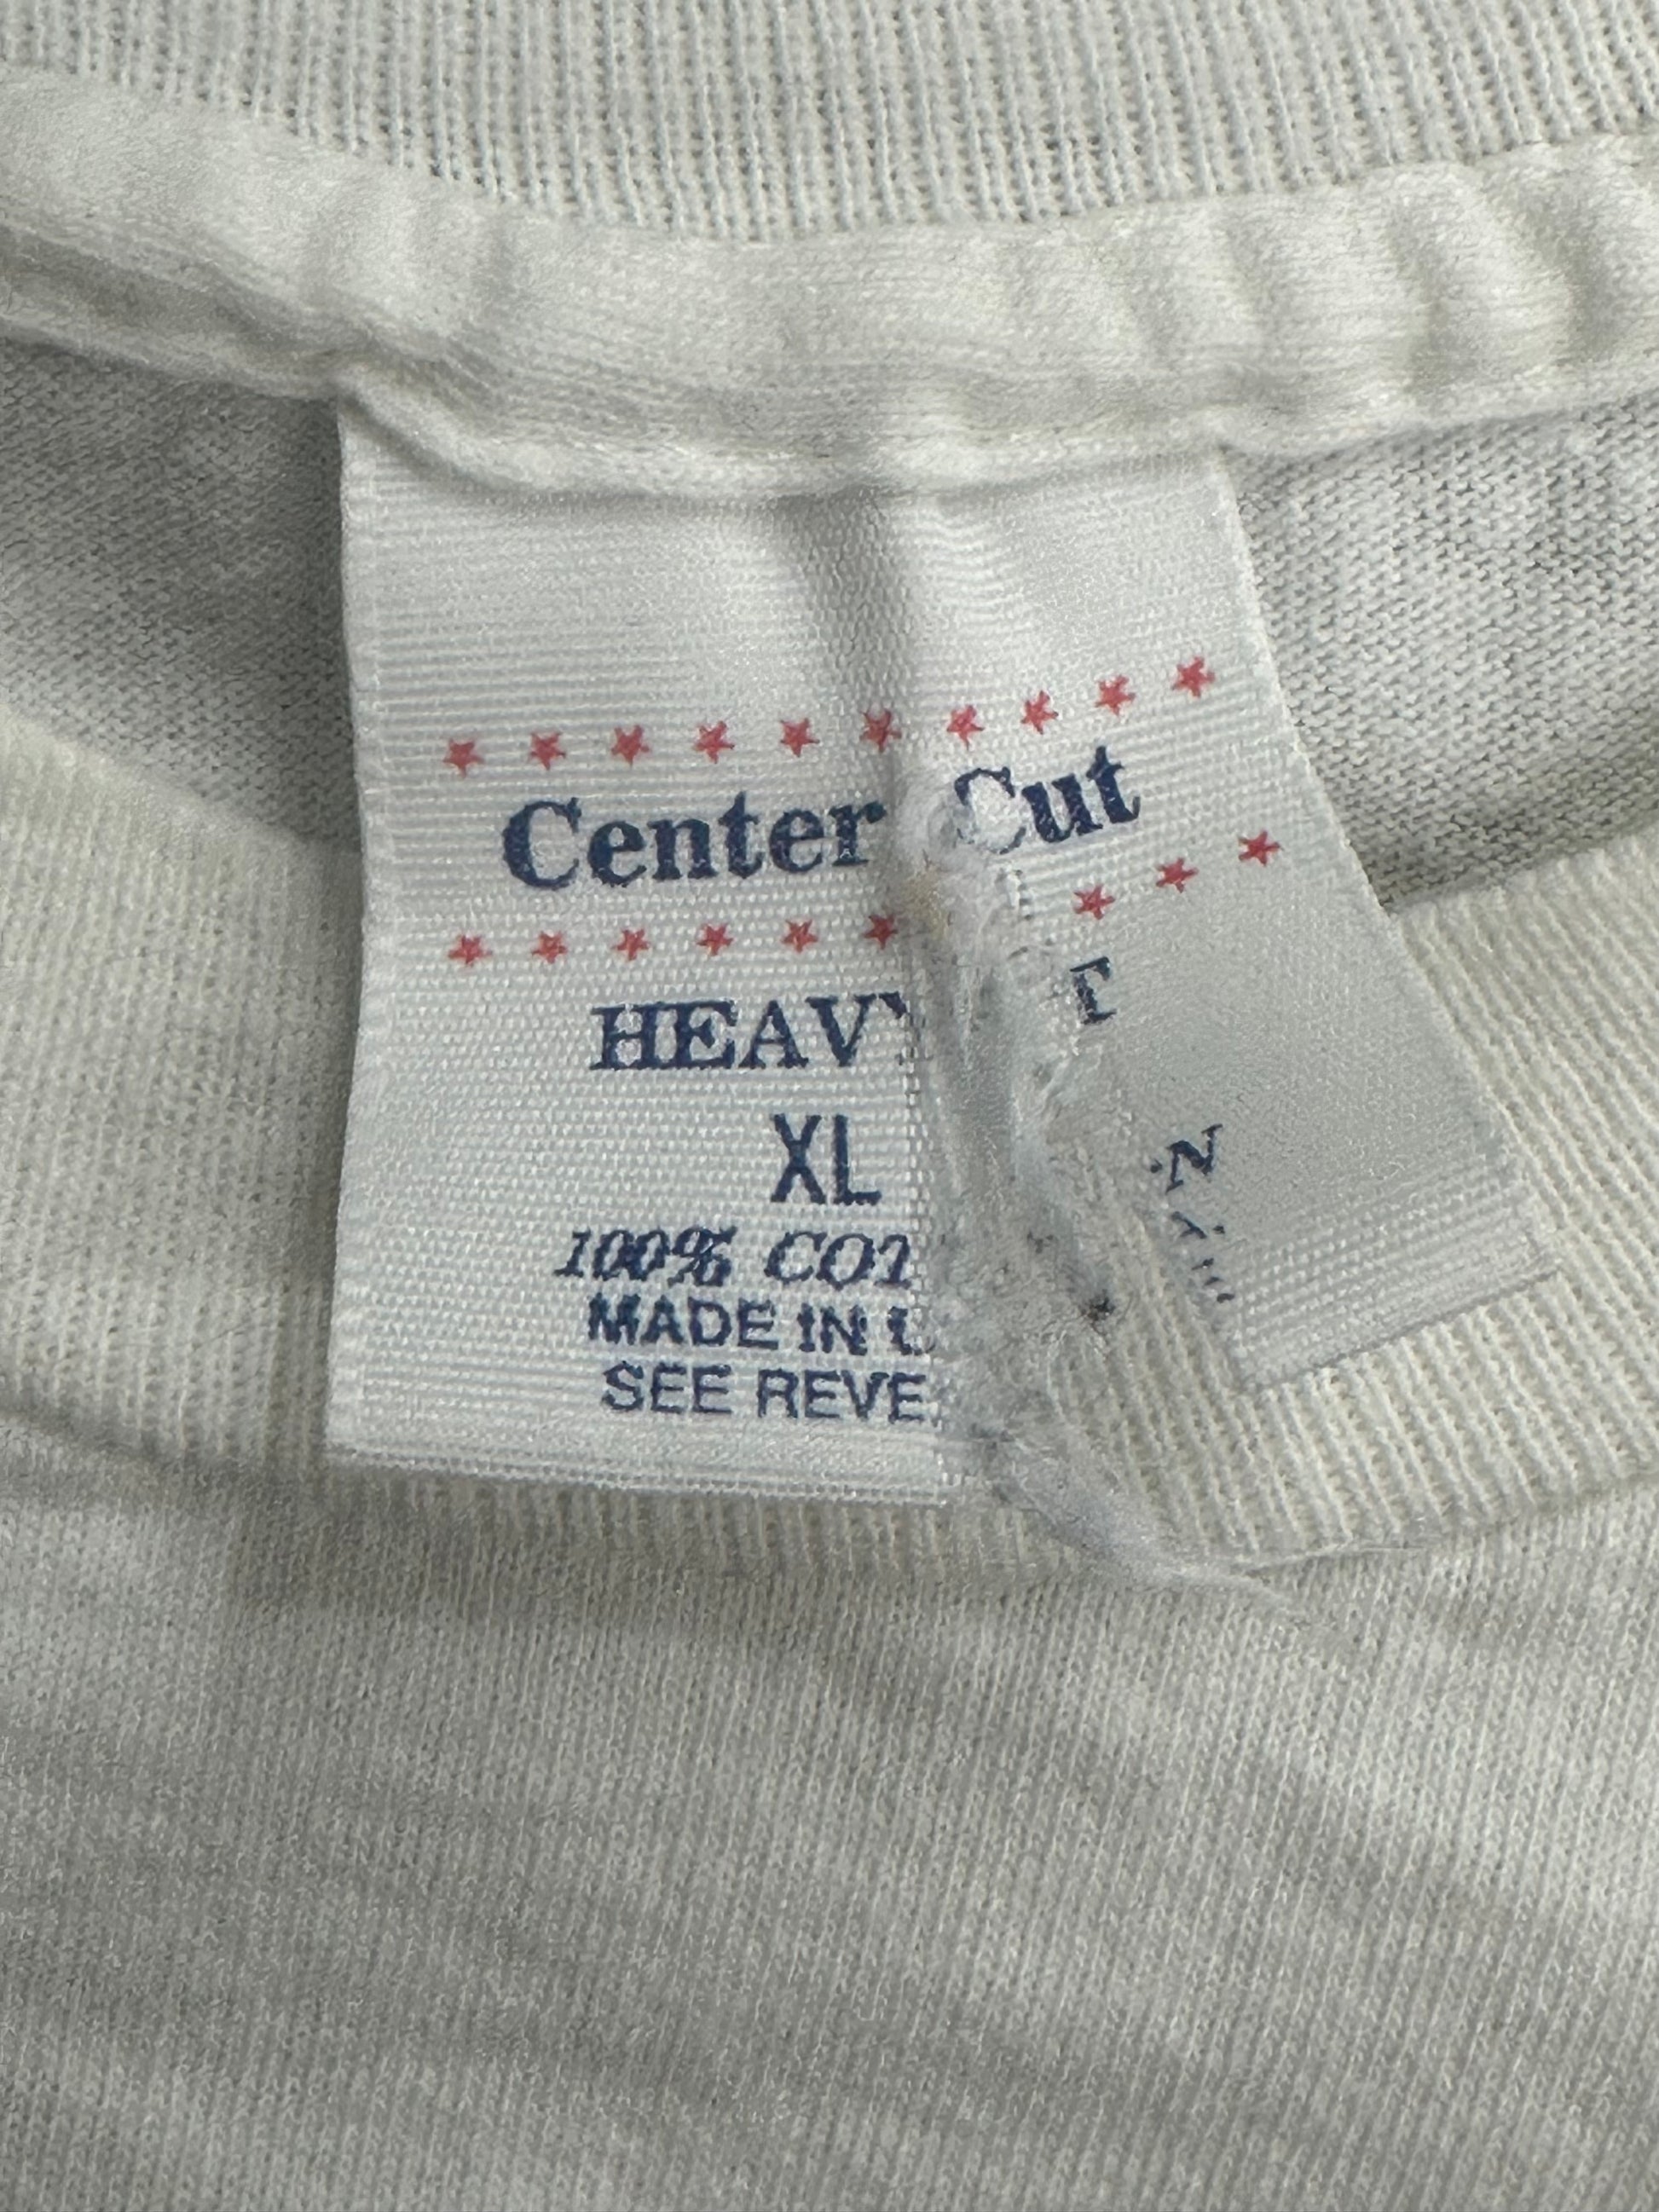 Center Cut
HEAVY
XL
100% COT
MADE IN U
SEE REVE